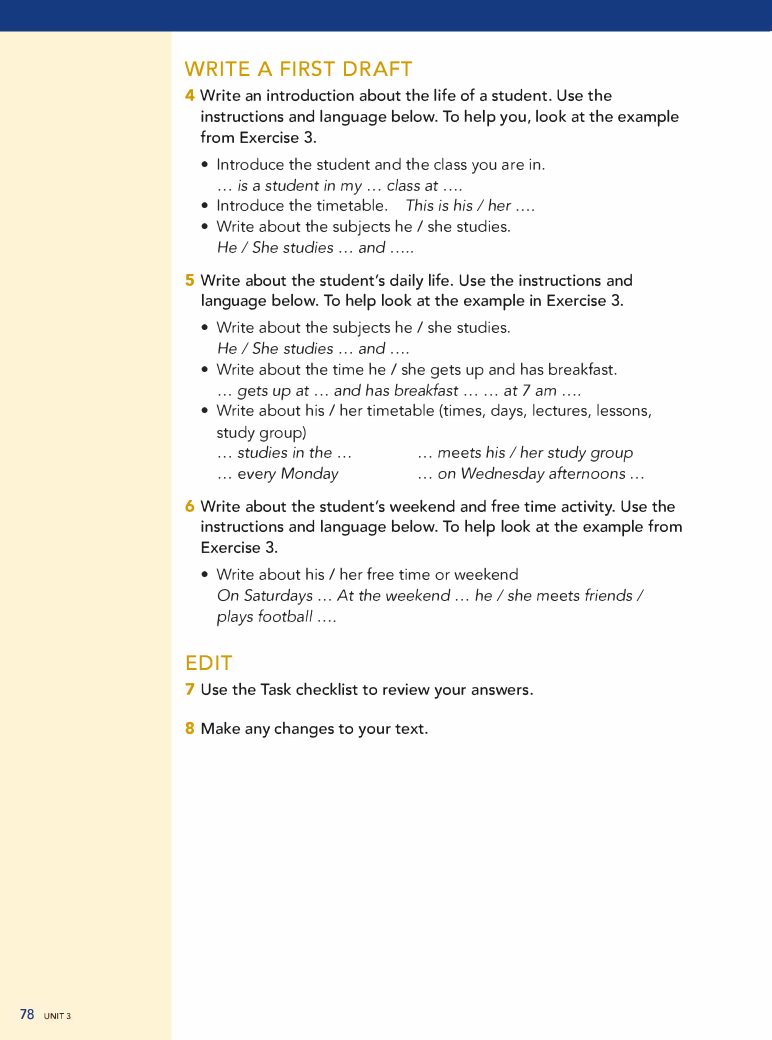 WRITE A FIRST DRAFT
4 Write an introduction about the life of a student. Use the
instructions and language below. To help you, look at the example
from Exercise 3.
• Introduce the student and the class you are in.
… is a student in my … class at ….
• Introduce the timetable. This is his / her ….
• Write about the subjects he / she studies.
He / She studies … and …..
5 Write about the student's daily life. Use the instructions and
language below. To help look at the example in Exercise 3.
• Write about the subjects he / she studies.
He / She studies … and ….
• Write about the time he / she gets up and has breakfast.
… gets up at … and has breakfast … … at 7 am ….
• Write about his / her timetable (times, days, lectures, lessons,
study group)
… studies in the … … meets his / her study group
… every Monday … on Wednesday afternoons …
6 Write about the student's weekend and free time activity. Use the
instructions and language below. To help look at the example from
Exercise 3.
• Write about his / her free time or weekend
On Saturdays … At the weekend … he / she meets friends /
plays football ….
EDIT
7 Use the Task checklist to review your answers.
8 Make any changes to your text.
78 UNIT 3